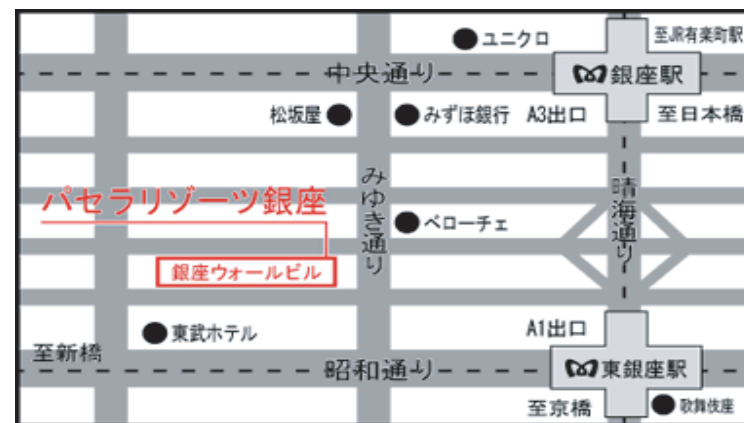 ユニクロ
至JR有楽町駅
中央通り
銀座駅
松坂屋
みずほ銀行
A3出口
至日本橋
みゆき通り
晴海通り
パセラリゾーツ銀座
ベローチェ
銀座ウォールビル
東武ホテル
A1出口
至新橋
昭和通り
東銀座駅
至京橋
歌舞伎座